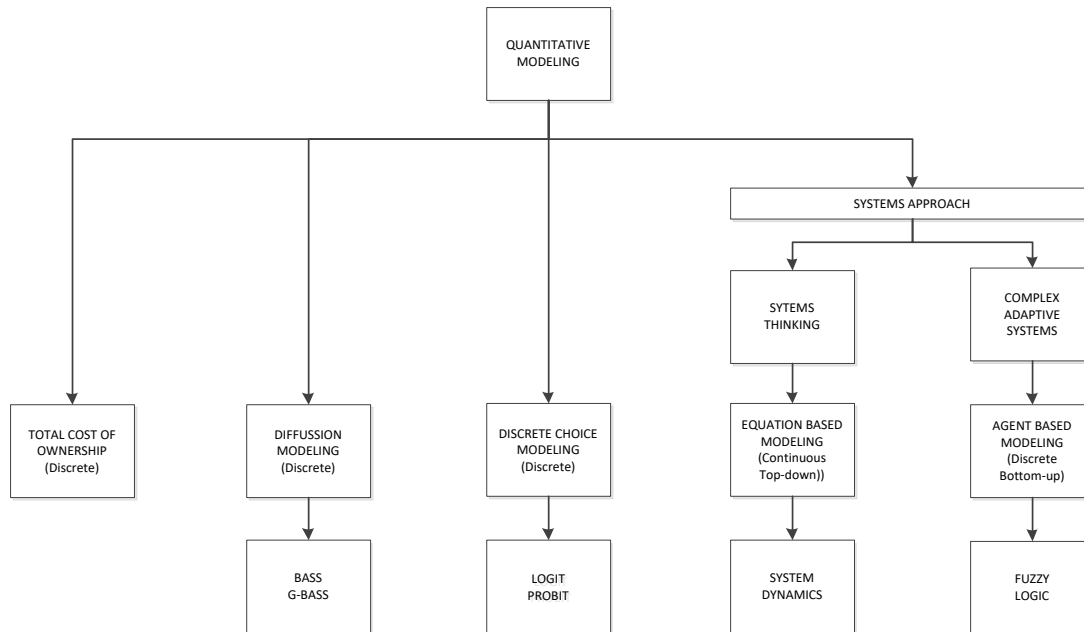 QUANTITATIVE
MODELING
SYSTEMS APPROACH
SYTEMS
THINKING
COMPLEX
ADAPTIVE
SYSTEMS
TOTAL COST OF
OWNERSHIP
(Discrete)
DIFFUSSION
MODELING
(Discrete)
DISCRETE CHOICE
MODELING
(Discrete)
EQUATION BASED
MODELING
(Continuous
Top-down))
AGENT BASED
MODELING
(Discrete
Bottom-up)
BASS
G-BASS
LOGIT
PROBIT
SYSTEM
DYNAMICS
FUZZY
LOGIC